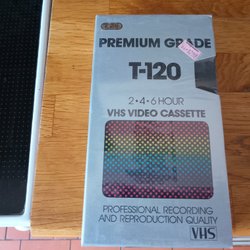 PREMIUM GRADE
T-120
2•4•6 HOUR
VHS VIDEO CASSETTE
PROFESSIONAL RECORDING
AND REPRODUCTION QUALITY
VHS